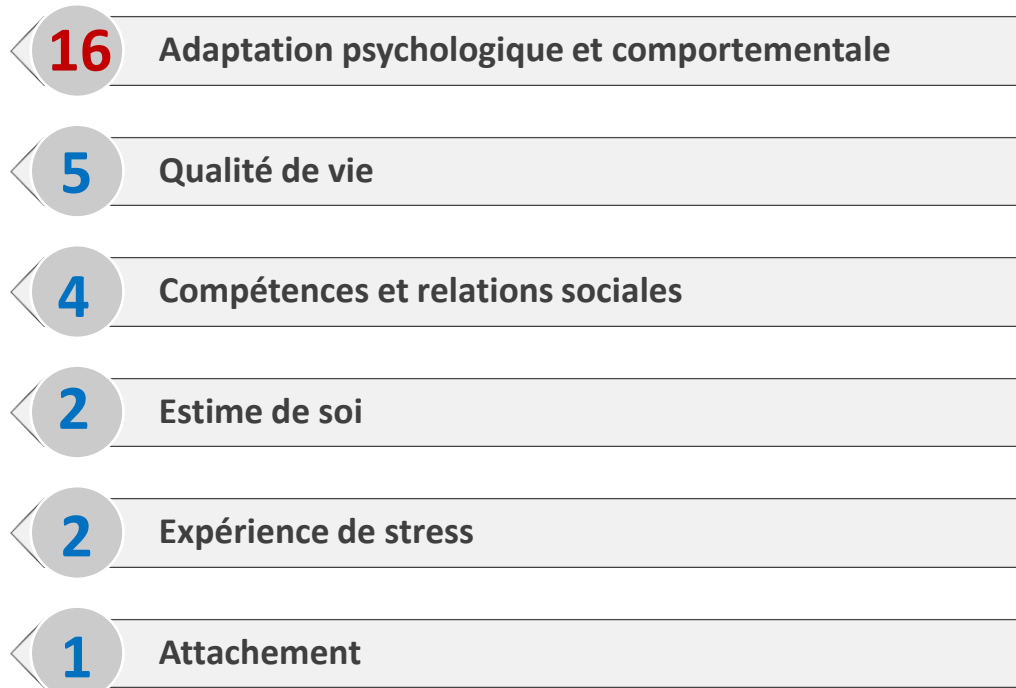 16 Adaptation psychologique et comportementale
5 Qualité de vie
4 Compétences et relations sociales
2 Estime de soi
2 Expérience de stress
1 Attachement